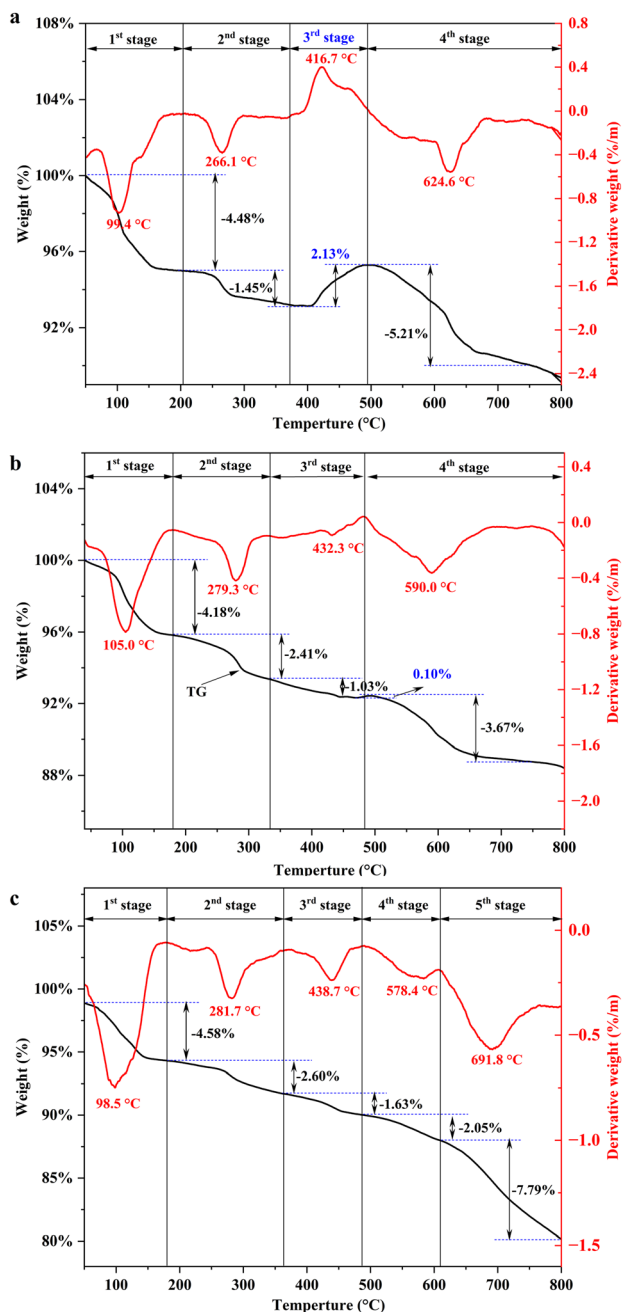 a
108%
104%
100%
96%
92%
Weight (%)
0.8
0.4
0.0
−0.4
−0.8
−1.2
−1.6
−2.0
−2.4
Derivative weight (%/m)
1st stage
2nd stage
3rd stage
4th stage
416.7 °C
99.4 °C
266.1 °C
624.6 °C
-4.48%
-1.45%
2.13%
-5.21%
100 200 300 400 500 600 700 800
Temperture (°C)
b
104%
100%
96%
92%
88%
Weight (%)
0.4
0.0
−0.4
−0.8
−1.2
−1.6
−2.0
Derivative weight (%/m)
1st stage
2nd stage
3rd stage
4th stage
105.0 °C
279.3 °C
432.3 °C
590.0 °C
-4.18%
-2.41%
-1.03%
0.10%
-3.67%
TG
100 200 300 400 500 600 700 800
Temperture (°C)
c
105%
100%
95%
90%
85%
80%
Weight (%)
0.0
−0.5
−1.0
−1.5
Derivative weight (%/m)
1st stage
2nd stage
3rd stage
4th stage
5th stage
98.5 °C
281.7 °C
438.7 °C
578.4 °C
691.8 °C
-4.58%
-2.60%
-1.63%
-2.05%
-7.79%
100 200 300 400 500 600 700 800
Temperture (°C)